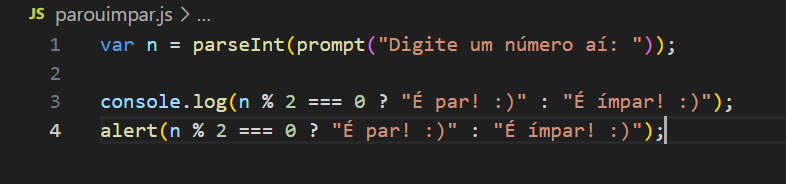 JS parouimpar.js > ...
1 var n = parseInt(prompt("Digite um número aí: "));
2
3 console.log(n % 2 === 0 ? "É par! :)" : "É ímpar! :)");
4 alert(n % 2 === 0 ? "É par! :)" : "É ímpar! :)");